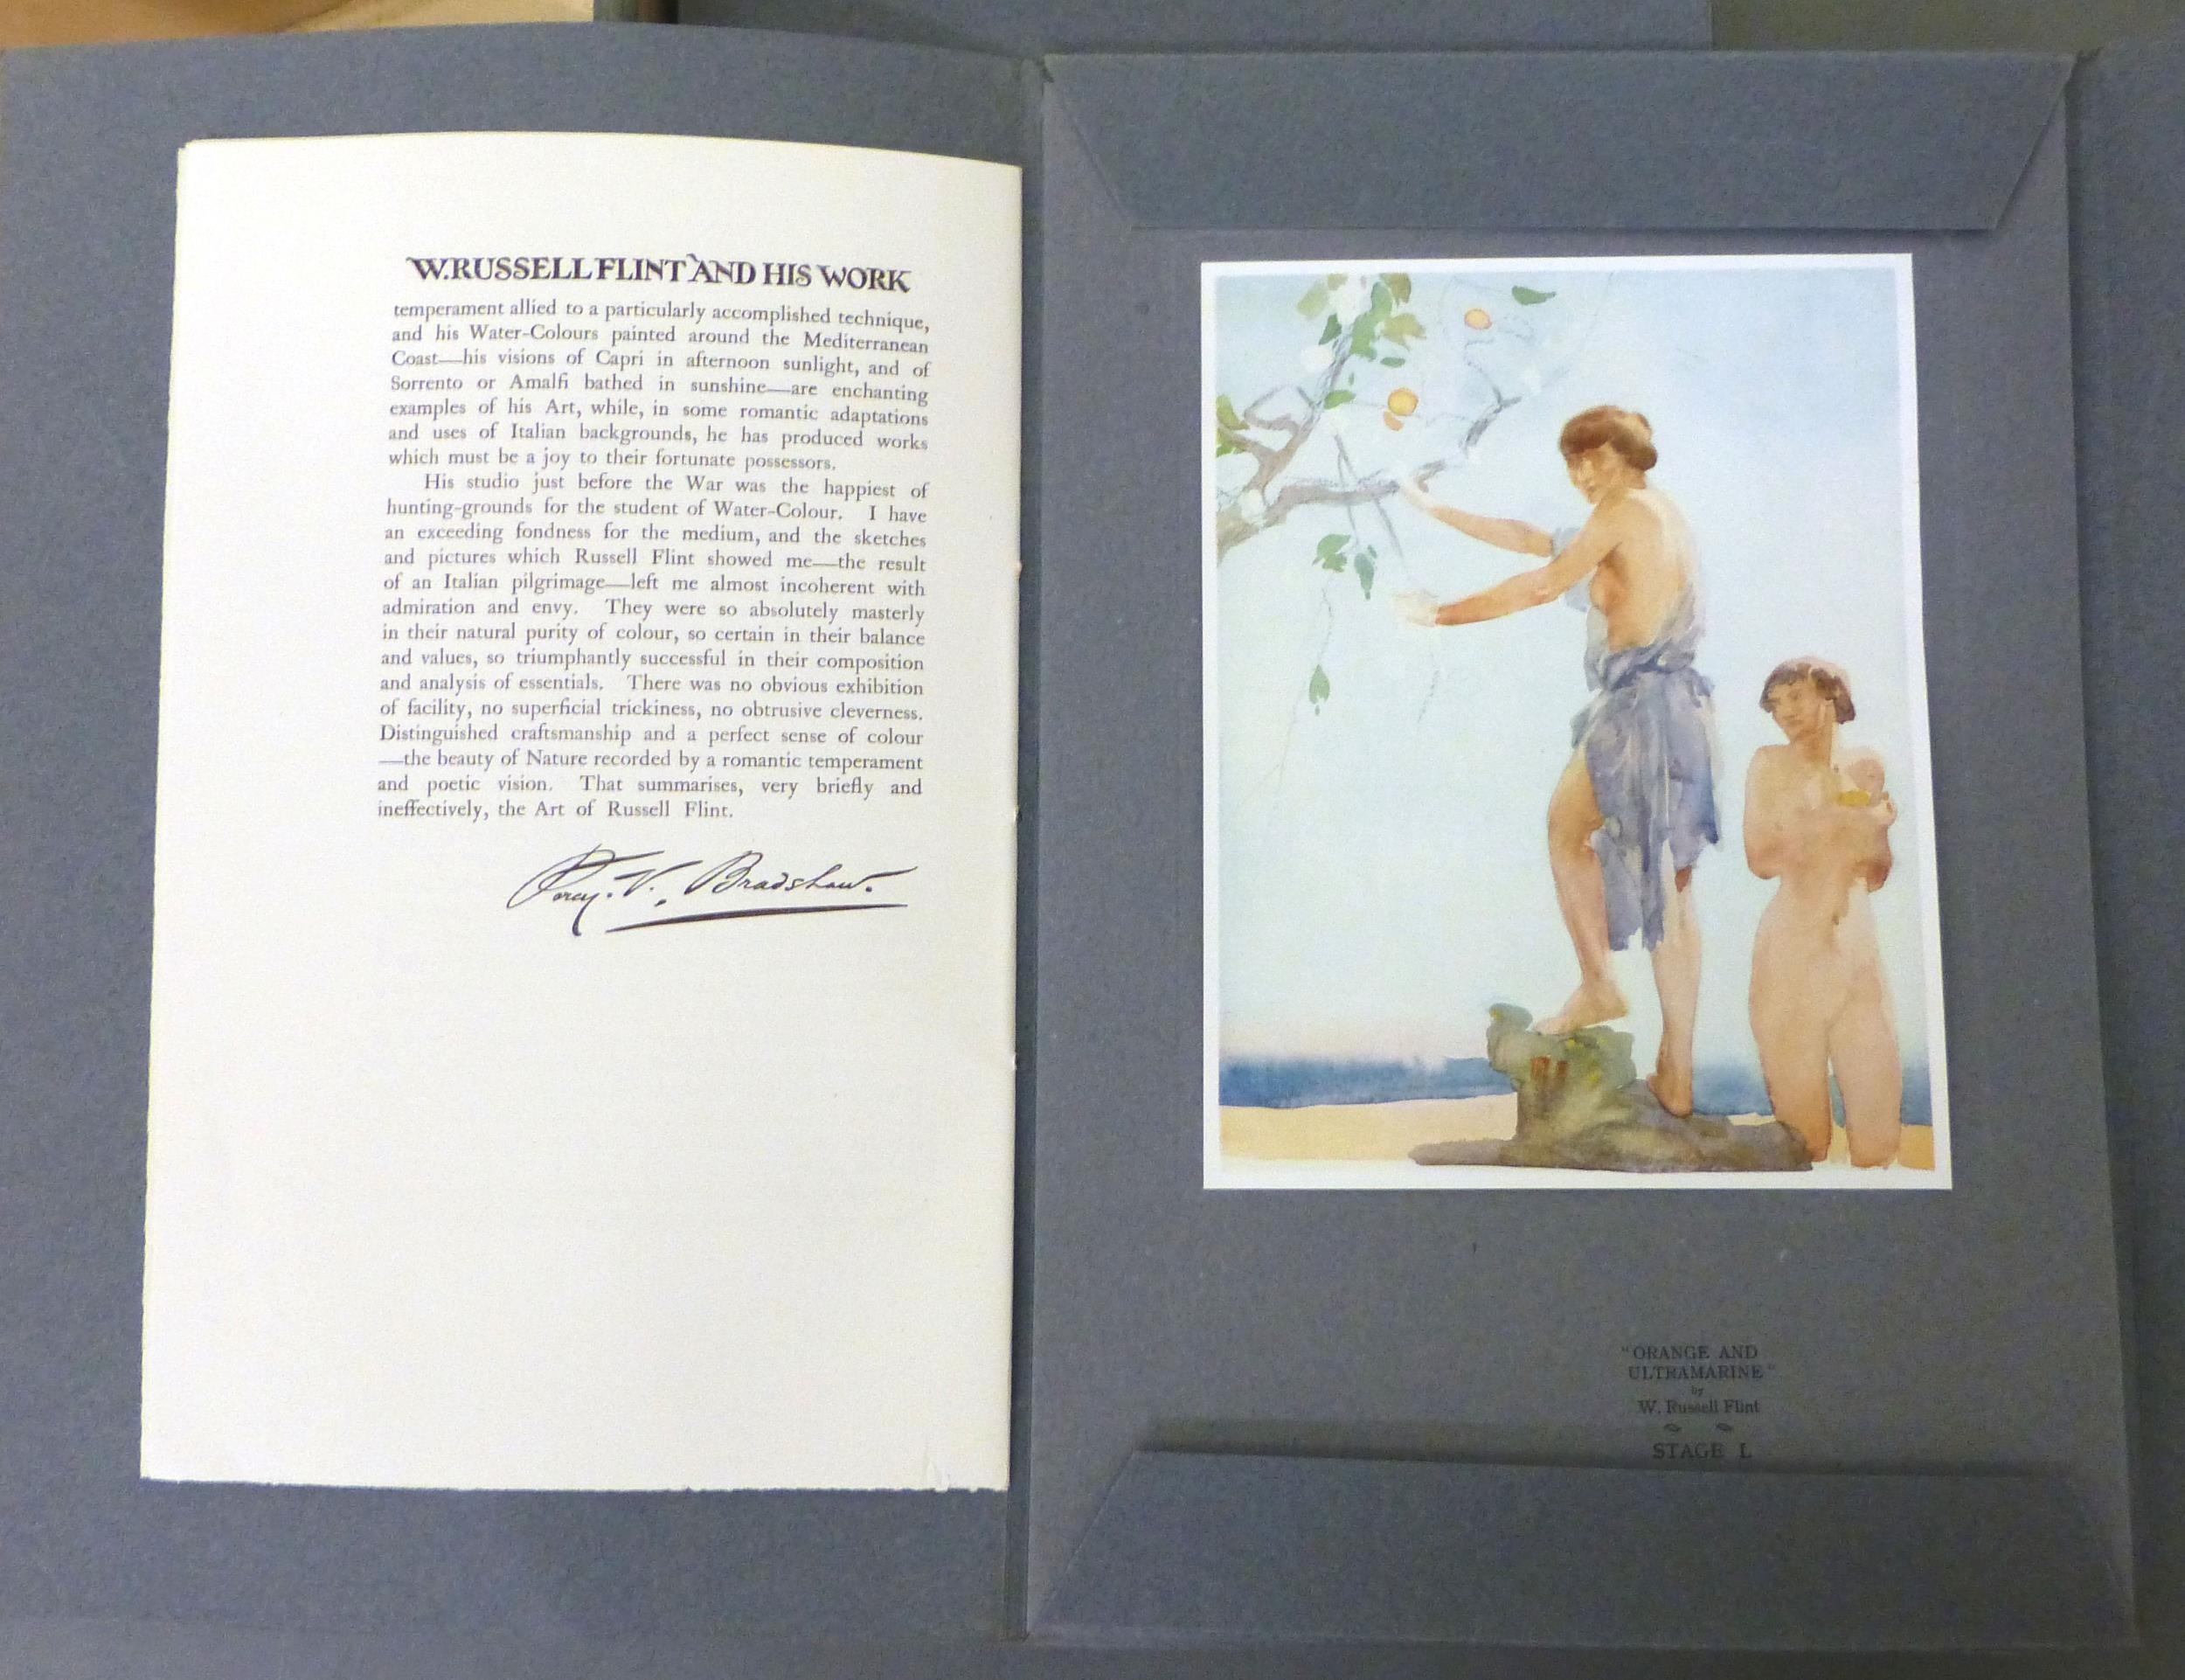 W. RUSSELL FLINT AND HIS WORK
temperament allied to a particularly accomplished technique,
and his Water-Colours painted around the Mediterranean
Coast—his visions of Capri in afternoon sunlight, and of
Sorrento or Amalfi bathed in sunshine—are enchanting
examples of his Art, while, in some romantic adaptations
and uses of Italian backgrounds, he has produced works
which must be a joy to their fortunate possessors.
His studio just before the War was the happiest of
hunting-grounds for the student of Water-Colour. I have
an exceeding fondness for the medium, and the sketches
and pictures which Russell Flint showed me—the result
of an Italian pilgrimage—left me almost incoherent with
admiration and envy. They were so absolutely masterly
in their natural purity of colour, so certain in their balance
and values, so triumphantly successful in their composition
and analysis of essentials. There was no obvious exhibition
of facility, no superficial trickiness, no obtrusive cleverness.
Distinguished craftsmanship and a perfect sense of colour
—the beauty of Nature recorded by a romantic temperament
and poetic vision. That summarises, very briefly and
ineffectively, the Art of Russell Flint.
Percy. V. Bradshaw.
"ORANGE AND
ULTRAMARINE"
by
W. Russell Flint
STAGE I.